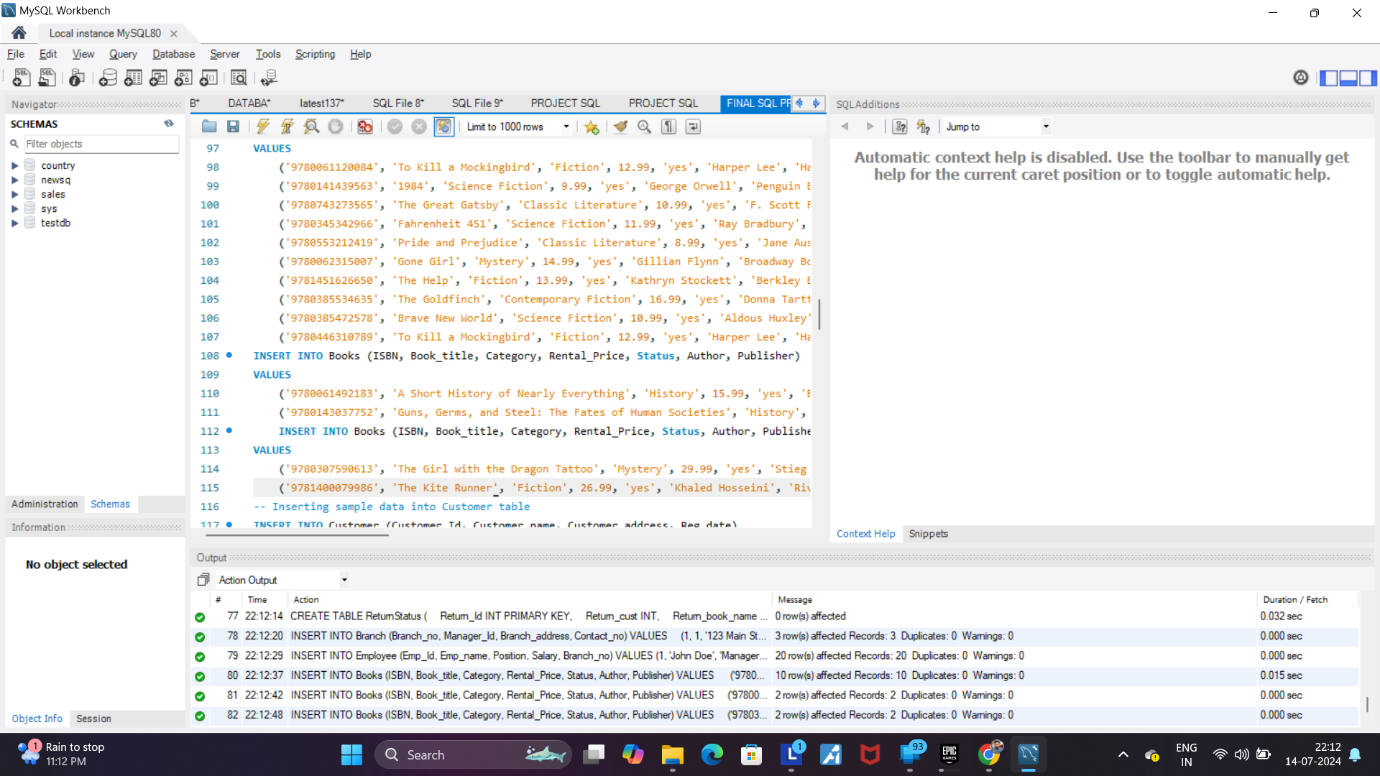 MySQL Workbench
Local instance MySQL80
File Edit View Query Database Server Tools Scripting Help
Navigator
SCHEMAS
Filter objects
country
newsq
sales
sys
testdb
Administration Schemas
Information
No object selected
Object Info Session
B* DATABA* latest137* SQL File 8* SQL File 9* PROJECT SQL PROJECT SQL FINAL SQL PR
Limit to 1000 rows
97 VALUES
98 ('9780061120084', 'To Kill a Mockingbird', 'Fiction', 12.99, 'yes', 'Harper Lee', 'Ha
99 ('9780141439563', '1984', 'Science Fiction', 9.99, 'yes', 'George Orwell', 'Penguin B
100 ('9780743273565', 'The Great Gatsby', 'Classic Literature', 10.99, 'yes', 'F. Scott F
101 ('9780345342966', 'Fahrenheit 451', 'Science Fiction', 11.99, 'yes', 'Ray Bradbury',
102 ('9780553212419', 'Pride and Prejudice', 'Classic Literature', 8.99, 'yes', 'Jane Aus
103 ('9780062315007', 'Gone Girl', 'Mystery', 14.99, 'yes', 'Gillian Flynn', 'Broadway Bo
104 ('9781451626650', 'The Help', 'Fiction', 13.99, 'yes', 'Kathryn Stockett', 'Berkley B
105 ('9780385534635', 'The Goldfinch', 'Contemporary Fiction', 16.99, 'yes', 'Donna Tartt
106 ('9780385472578', 'Brave New World', 'Science Fiction', 10.99, 'yes', 'Aldous Huxley'
107 ('9780446310789', 'To Kill a Mockingbird', 'Fiction', 12.99, 'yes', 'Harper Lee', 'Ha
108 INSERT INTO Books (ISBN, Book_title, Category, Rental_Price, Status, Author, Publisher)
109 VALUES
110 ('9780061492183', 'A Short History of Nearly Everything', 'History', 15.99, 'yes', 'B
111 ('9780143037752', 'Guns, Germs, and Steel: The Fates of Human Societies', 'History',
112 INSERT INTO Books (ISBN, Book_title, Category, Rental_Price, Status, Author, Publishe
113 VALUES
114 ('9780307590613', 'The Girl with the Dragon Tattoo', 'Mystery', 29.99, 'yes', 'Stieg
115 ('9781400079986', 'The Kite Runner', 'Fiction', 26.99, 'yes', 'Khaled Hosseini', 'Riv
116 -- Inserting sample data into Customer table
117 INSERT INTO Customer (Customer_Id, Customer_name, Customer_address, Reg_date)
SQLAdditions
Jump to
Automatic context help is disabled. Use the toolbar to manually get
help for the current caret position or to toggle automatic help.
Context Help Snippets
Output
Action Output
# Time Action Message Duration / Fetch
77 22:12:14 CREATE TABLE ReturnStatus ( Return_Id INT PRIMARY KEY, Return_cust INT, Return_book_name ... 0 row(s) affected 0.032 sec
78 22:12:20 INSERT INTO Branch (Branch_no, Manager_Id, Branch_address, Contact_no) VALUES (1, 1, '123 Main St... 3 row(s) affected Records: 3 Duplicates: 0 Warnings: 0 0.000 sec
79 22:12:29 INSERT INTO Employee (Emp_Id, Emp_name, Position, Salary, Branch_no) VALUES (1, 'John Doe', 'Manager... 20 row(s) affected Records: 20 Duplicates: 0 Warnings: 0 0.000 sec
80 22:12:37 INSERT INTO Books (ISBN, Book_title, Category, Rental_Price, Status, Author, Publisher) VALUES ('9780... 10 row(s) affected Records: 10 Duplicates: 0 Warnings: 0 0.015 sec
81 22:12:42 INSERT INTO Books (ISBN, Book_title, Category, Rental_Price, Status, Author, Publisher) VALUES ('97800... 2 row(s) affected Records: 2 Duplicates: 0 Warnings: 0 0.000 sec
82 22:12:48 INSERT INTO Books (ISBN, Book_title, Category, Rental_Price, Status, Author, Publisher) VALUES ('97803... 2 row(s) affected Records: 2 Duplicates: 0 Warnings: 0 0.000 sec
1
Rain to stop
11:12 PM
Search
1
93
EPIC
GAMES
ENG
IN
22:12
14-07-2024